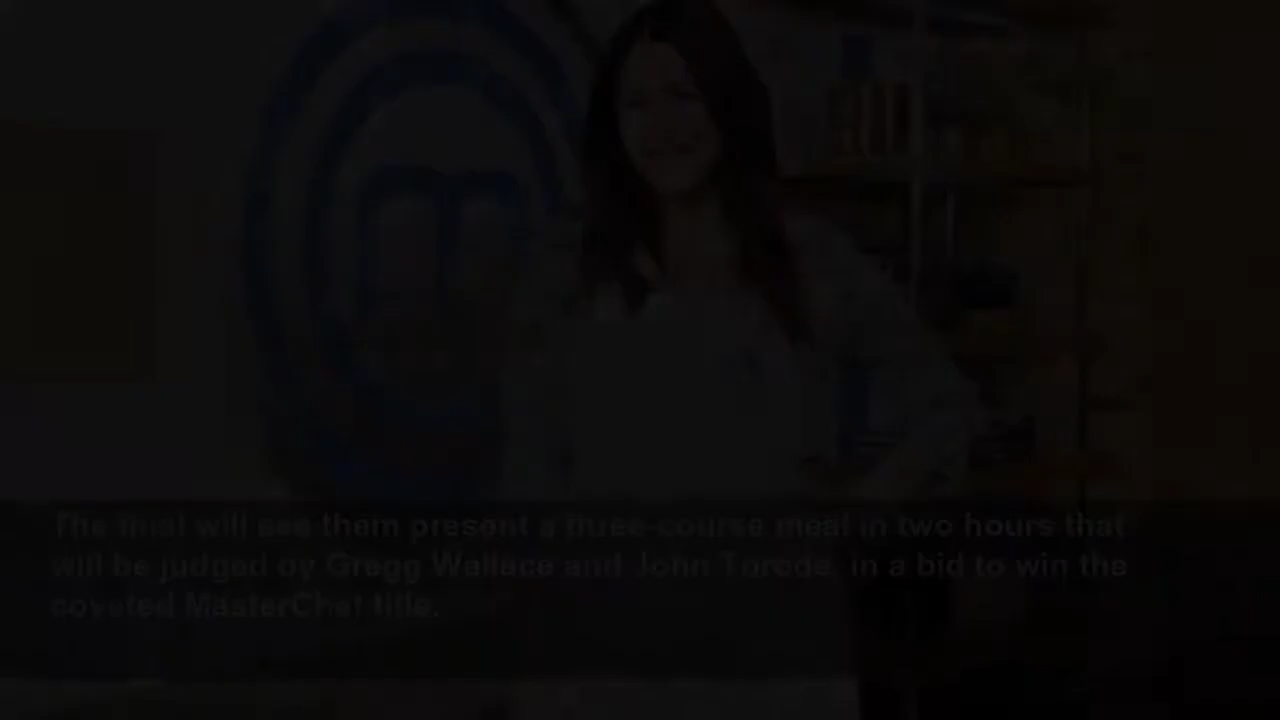 The final will see them present a three-course meal in two hours that
will be judged by Gregg Wallace and John Torode, in a bid to win the
coveted MasterChef title.